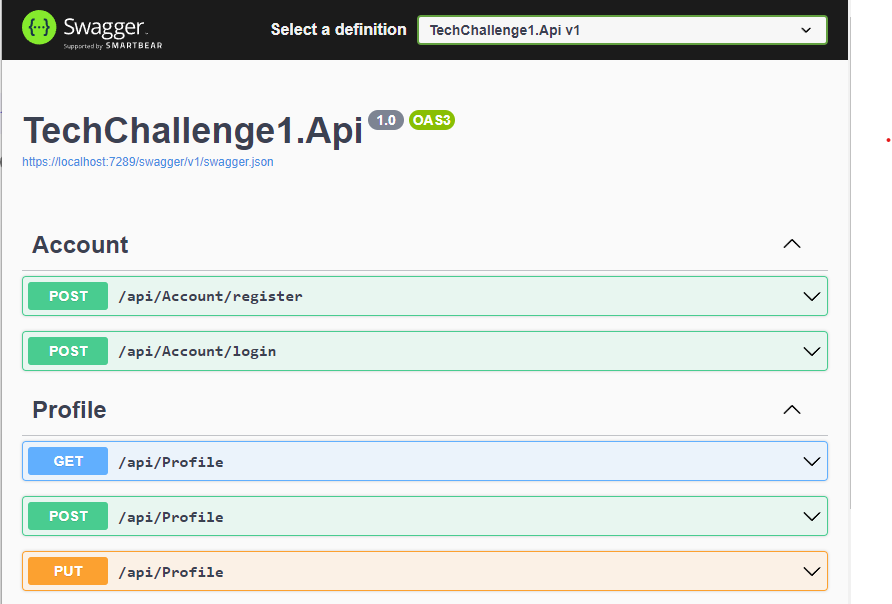 Swagger
Supported by SMARTBEAR
Select a definition
TechChallenge1.Api v1
TechChallenge1.Api 1.0 OAS3
https://localhost:7289/swagger/v1/swagger.json
Account
POST /api/Account/register
POST /api/Account/login
Profile
GET /api/Profile
POST /api/Profile
PUT /api/Profile